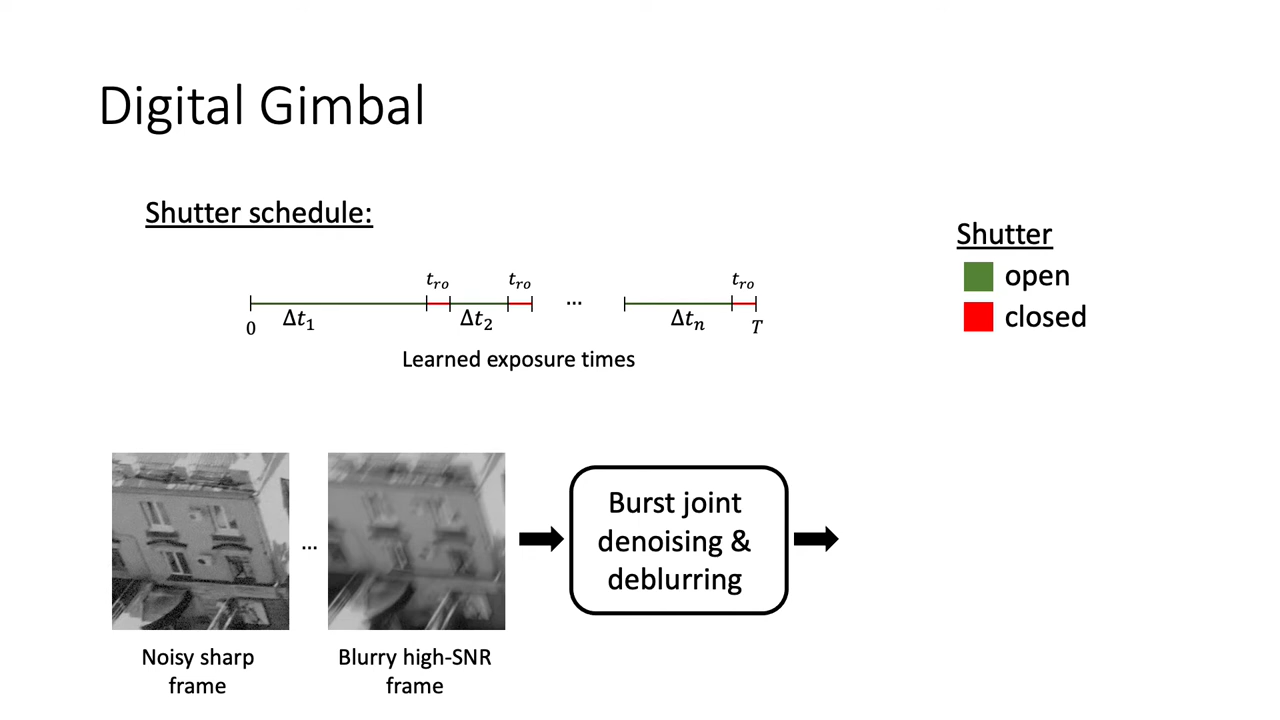 Digital Gimbal
Shutter schedule:
Shutter
open
closed
t_ro t_ro ... t_ro
0 Δt_1 Δt_2 Δt_n T
Learned exposure times
...
Burst joint
denoising &
deblurring
Noisy sharp
frame
Blurry high-SNR
frame